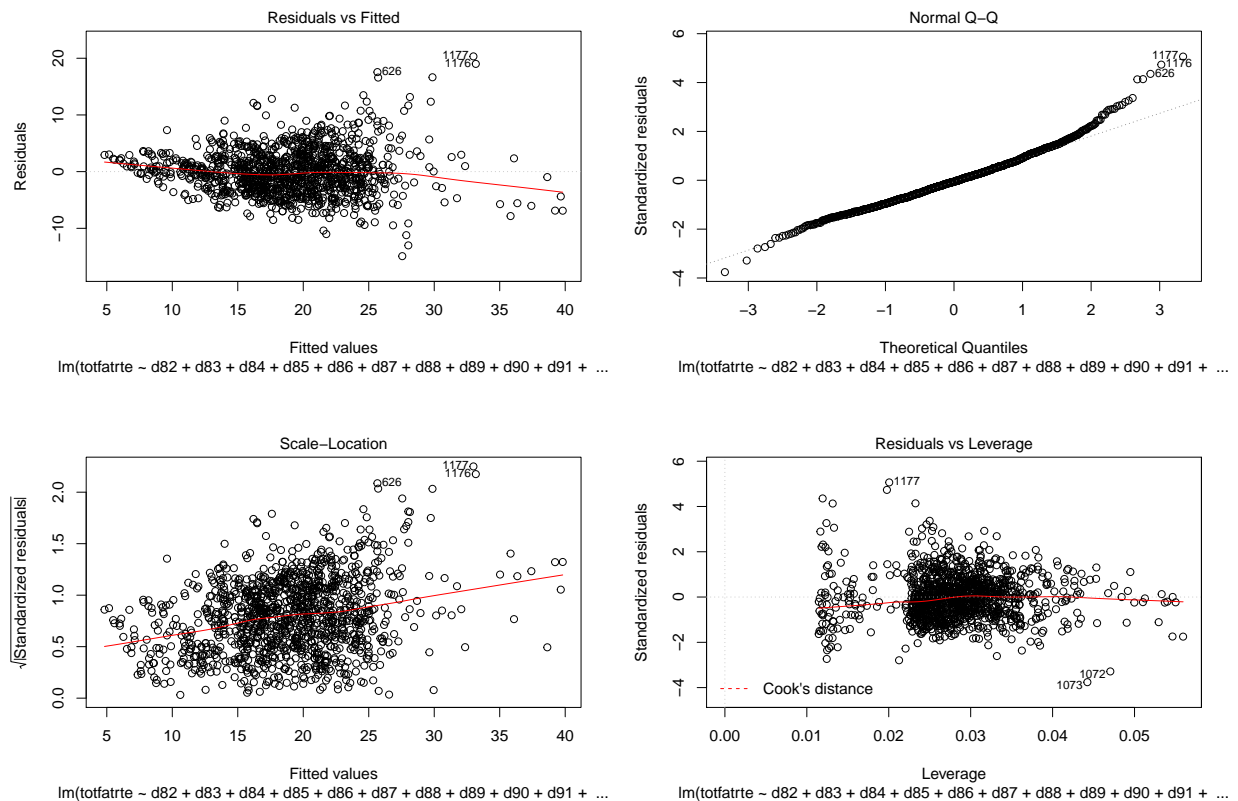 Residuals vs Fitted
Residuals
20
10
0
−10
1177
1176
626
5 10 15 20 25 30 35 40
Fitted values
lm(totfatrte ~ d82 + d83 + d84 + d85 + d86 + d87 + d88 + d89 + d90 + d91 + ...
Normal Q−Q
Standardized residuals
6
4
2
0
−2
−4
1177
1176
626
−3 −2 −1 0 1 2 3
Theoretical Quantiles
lm(totfatrte ~ d82 + d83 + d84 + d85 + d86 + d87 + d88 + d89 + d90 + d91 + ...
Scale−Location
√|Standardized residuals|
2.0
1.5
1.0
0.5
0.0
1177
1176
626
5 10 15 20 25 30 35 40
Fitted values
lm(totfatrte ~ d82 + d83 + d84 + d85 + d86 + d87 + d88 + d89 + d90 + d91 + ...
Residuals vs Leverage
Standardized residuals
6
4
2
0
−2
−4
1177
1072
1073
Cook's distance
0.00 0.01 0.02 0.03 0.04 0.05
Leverage
lm(totfatrte ~ d82 + d83 + d84 + d85 + d86 + d87 + d88 + d89 + d90 + d91 + ...